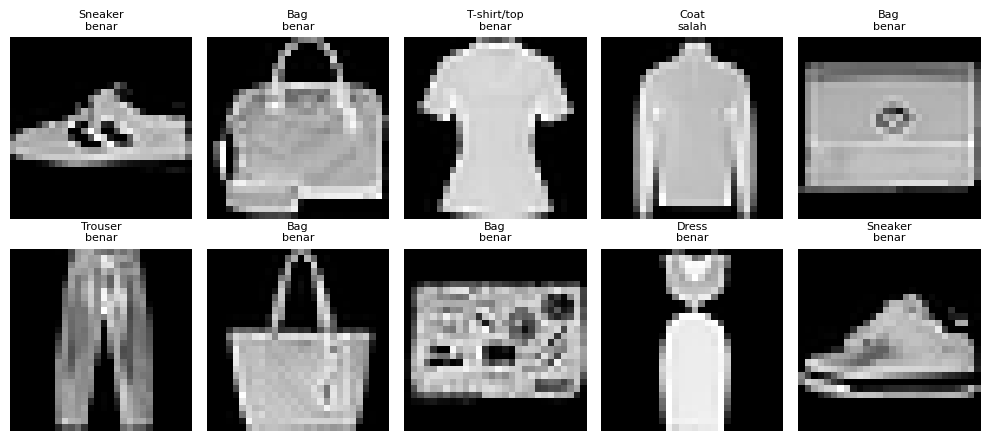 Sneaker
benar
Bag
benar
T-shirt/top
benar
Coat
salah
Bag
benar
Trouser
benar
Bag
benar
Bag
benar
Dress
benar
Sneaker
benar